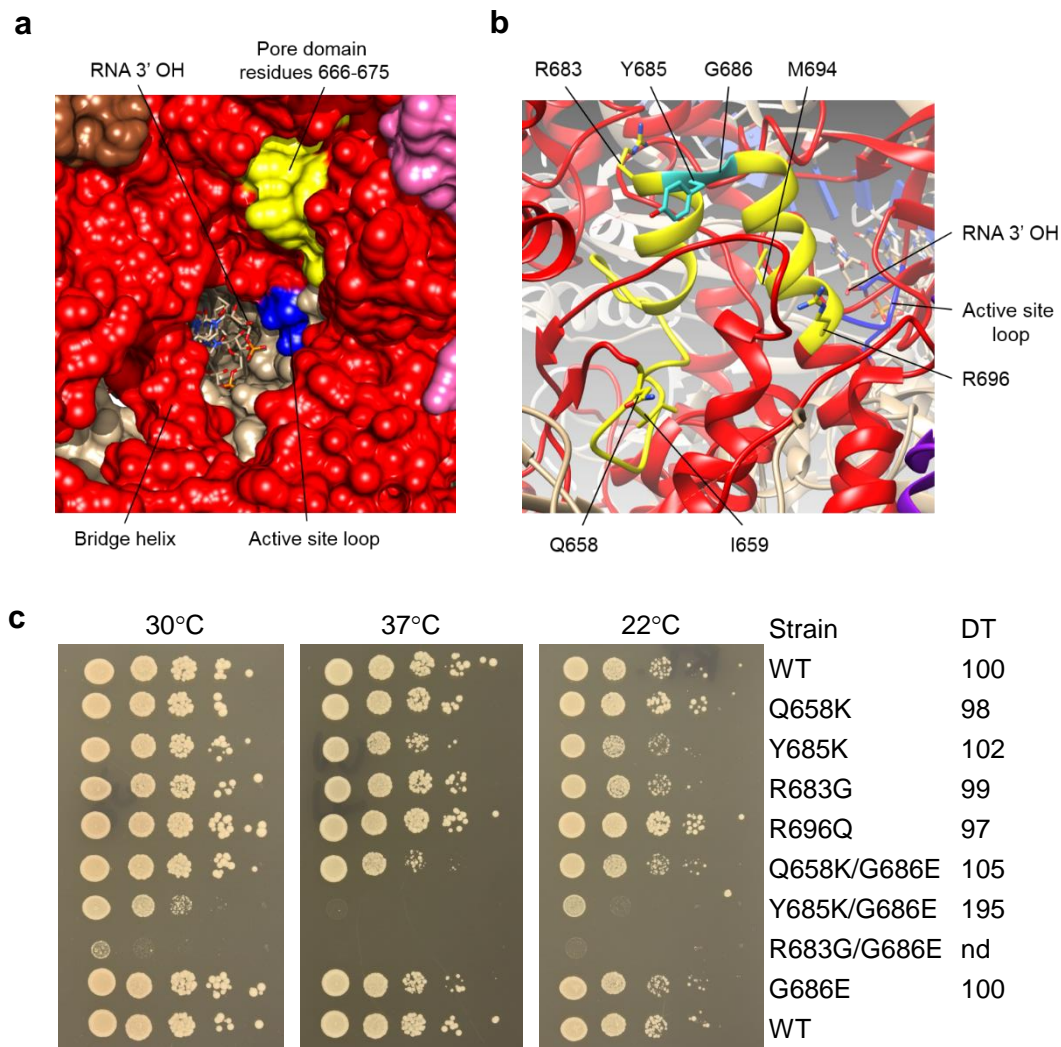 a
RNA 3' OH
Pore domain
residues 666-675
Bridge helix
Active site loop
b
R683
Y685
G686
M694
RNA 3' OH
Active site
loop
R696
Q658
I659
c
30°C
37°C
22°C
Strain
DT
WT
100
Q658K
98
Y685K
102
R683G
99
R696Q
97
Q658K/G686E
105
Y685K/G686E
195
R683G/G686E
nd
G686E
100
WT